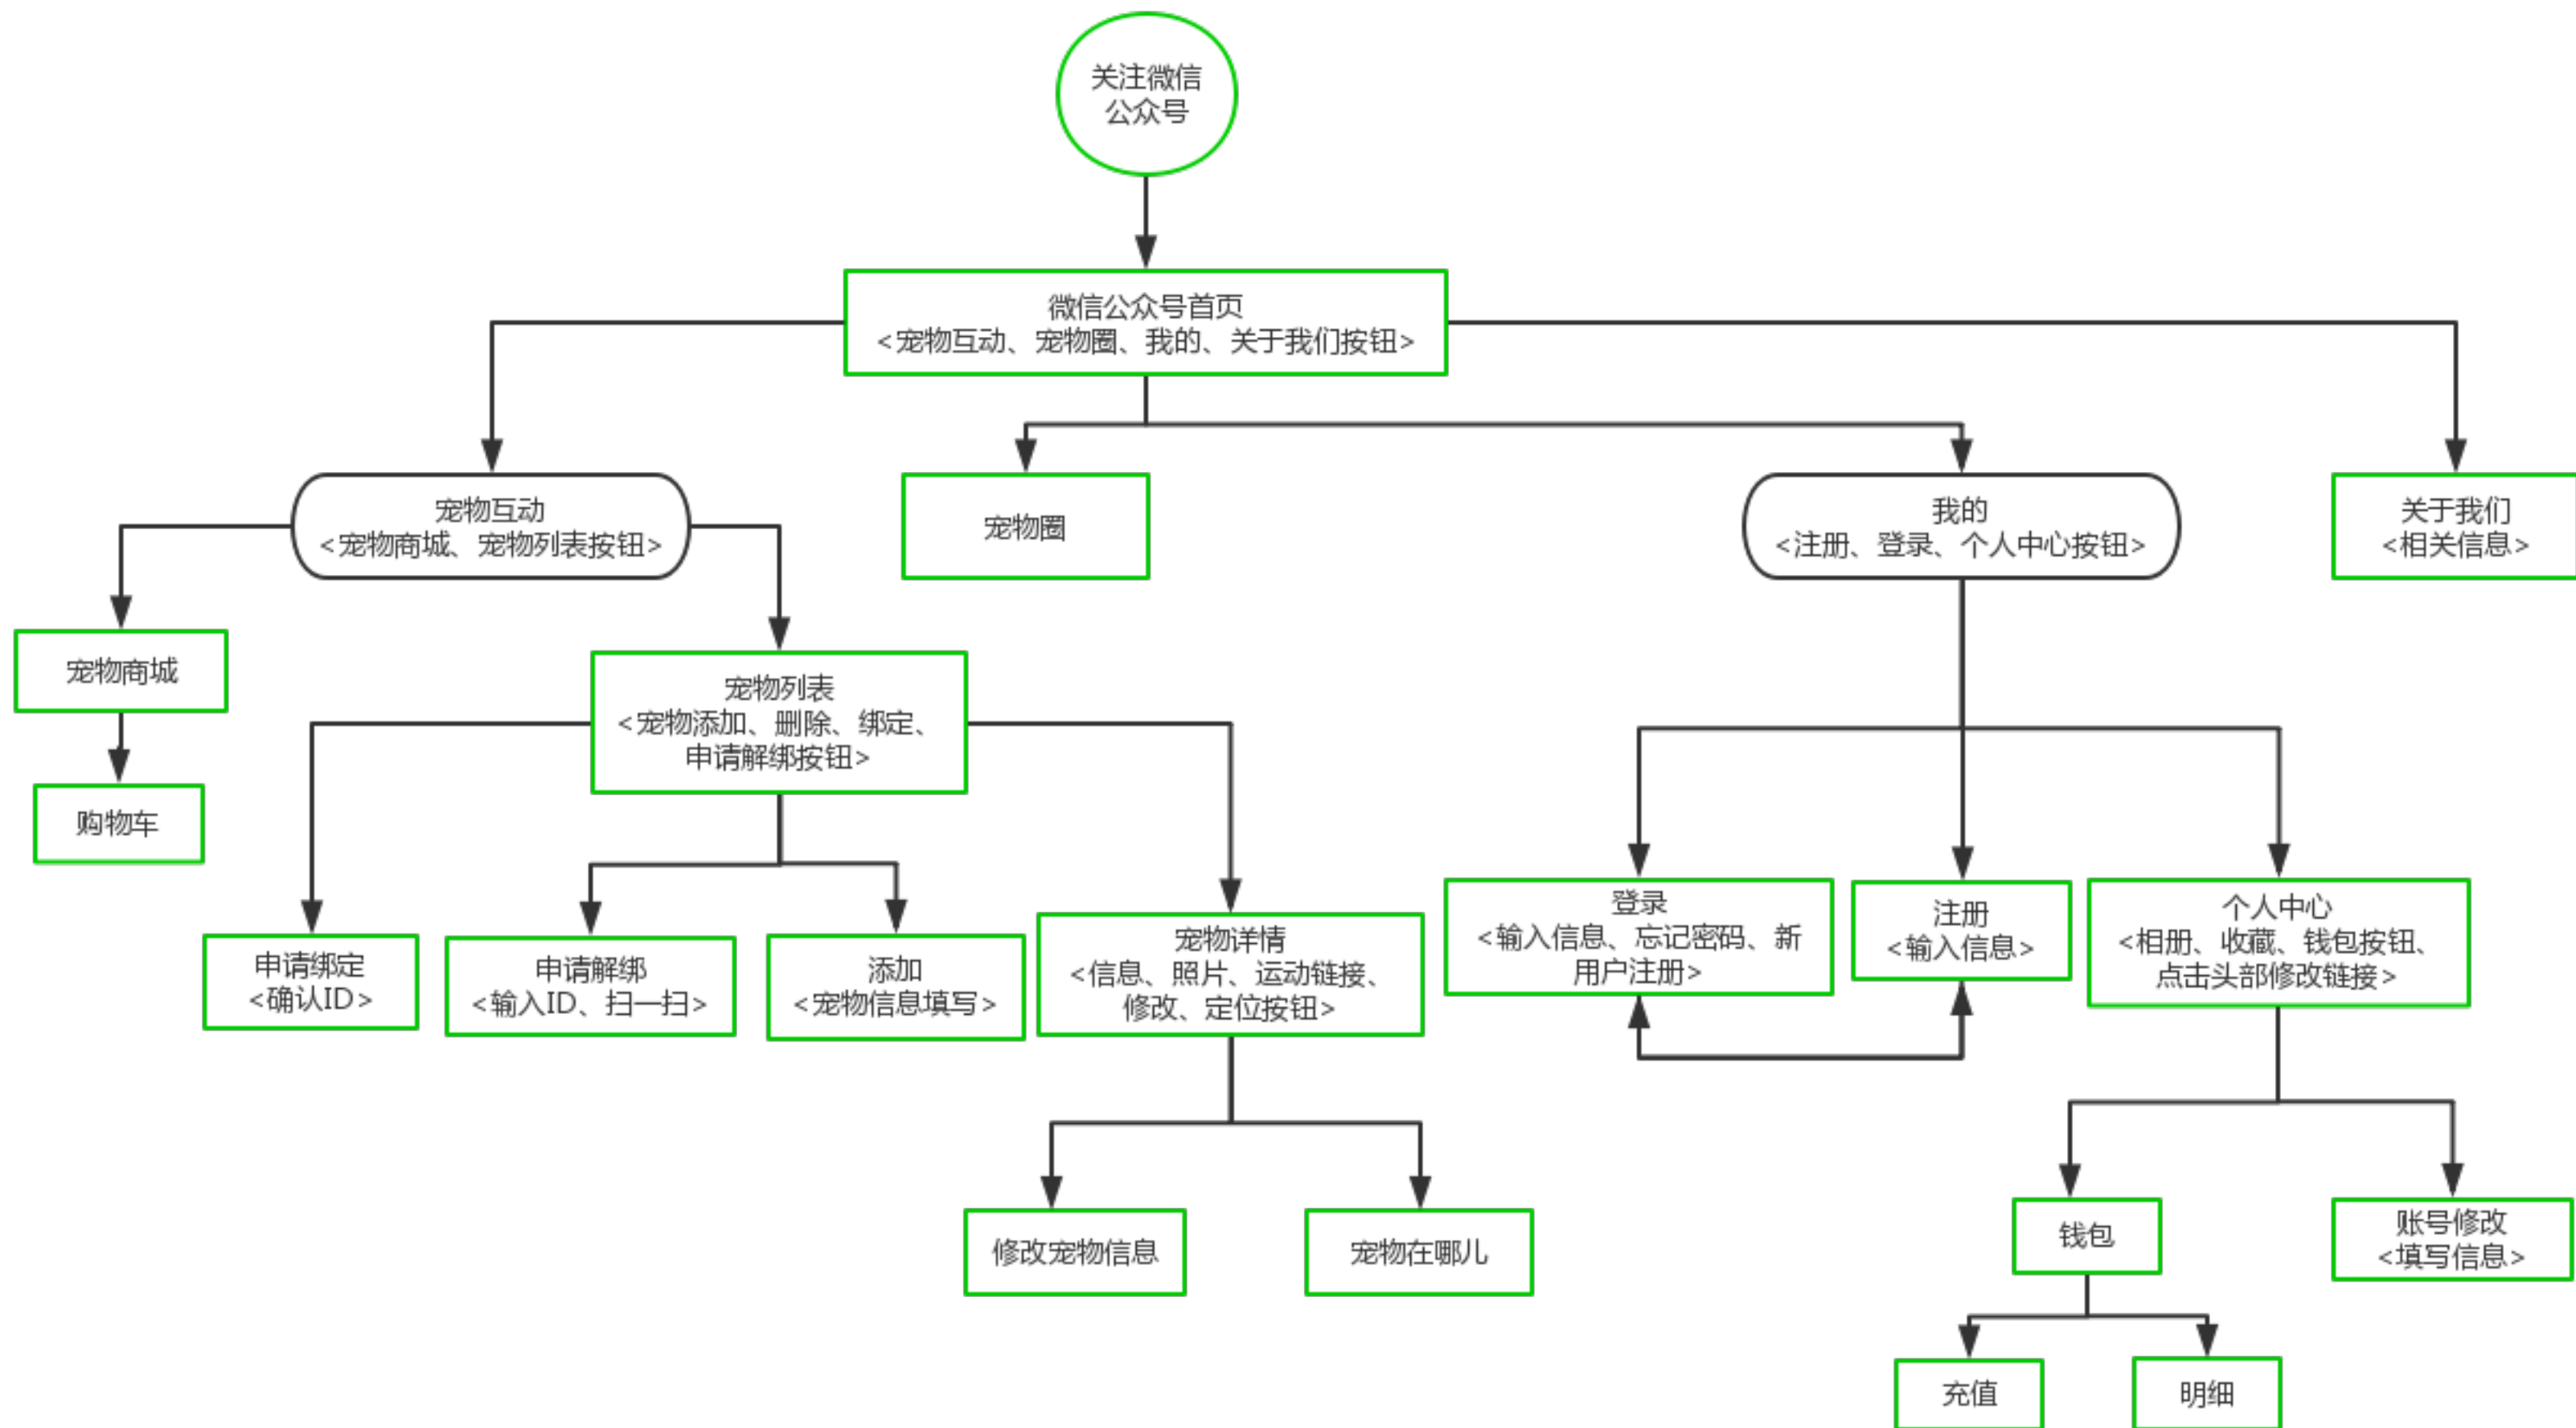 关注微信
公众号
微信公众号首页
<宠物互动、宠物圈、我的、关于我们按钮>
宠物互动
<宠物商城、宠物列表按钮>
宠物圈
我的
<注册、登录、个人中心按钮>
关于我们
<相关信息>
宠物商城
宠物列表
<宠物添加、删除、绑定、
申请解绑按钮>
购物车
申请绑定
<确认ID>
申请解绑
<输入ID、扫一扫>
添加
<宠物信息填写>
宠物详情
<信息、照片、运动链接、
修改、定位按钮>
登录
<输入信息、忘记密码、新
用户注册>
注册
<输入信息>
个人中心
<相册、收藏、钱包按钮、
点击头部修改链接>
修改宠物信息
宠物在哪儿
钱包
账号修改
<填写信息>
充值
明细